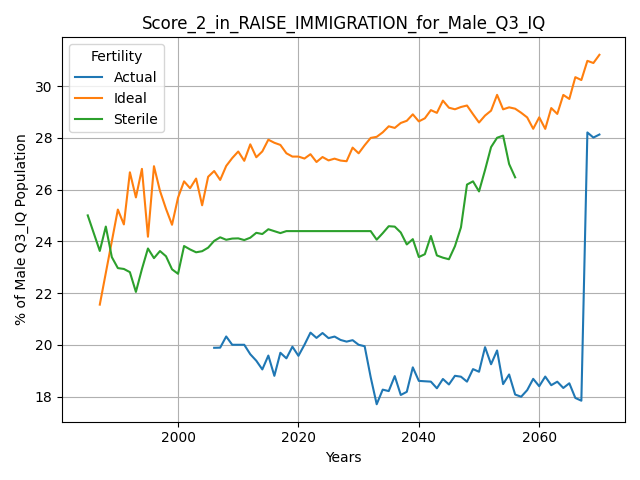 Score_2_in_RAISE_IMMIGRATION_for_Male_Q3_IQ
Fertility
Actual
Ideal
Sterile
% of Male Q3_IQ Population
30
28
26
24
22
20
18
2000
2020
2040
2060
Years